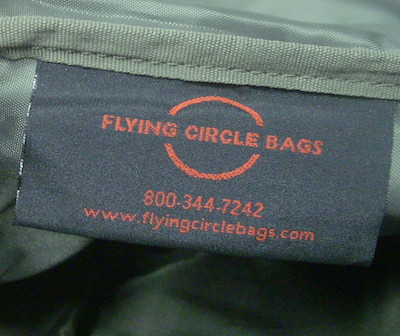 FLYING CIRCLE BAGS
800-344-7242
www.flyingcirclebags.com